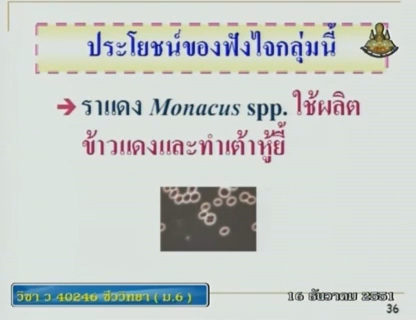 ประโยชน์ของฟังไจกลุ่มนี้
➔ ราแดง Monacus spp. ใช้ผลิต
ข้าวแดงและทำเต้าหู้ยี้
วิชา ว 40246 ชีววิทยา ( ม.6 )
16 ธันวาคม 2551
36